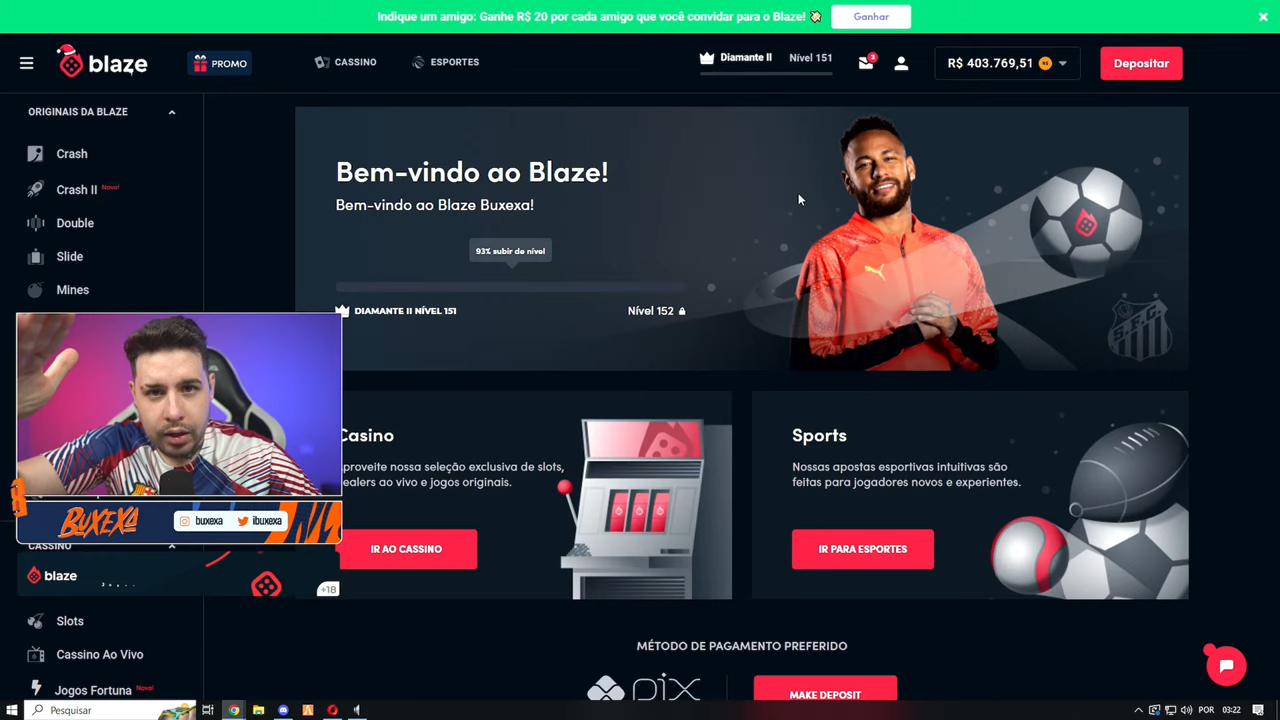 Indique um amigo: Ganhe R$ 20 por cada amigo que você convidar para o Blaze!
Ganhar
blaze
PROMO
CASSINO
ESPORTES
Diamante II
Nível 151
3
R$ 403.769,51
R$
Depositar
ORIGINAIS DA BLAZE
Crash
Crash II Novo!
Double
Slide
Mines
Bem-vindo ao Blaze!
Bem-vindo ao Blaze Buxexa!
93% subir de nível
DIAMANTE II NÍVEL 151
Nível 152
Casino
proveite nossa seleção exclusiva de slots,
ealers ao vivo e jogos originais.
IR AO CASSINO
Sports
Nossas apostas esportivas intuitivas são
feitas para jogadores novos e experientes.
IR PARA ESPORTES
BUXEXA
buxexa
ibuxexa
CASSINO
blaze
+18
Slots
Cassino Ao Vivo
Jogos Fortuna Novo!
MÉTODO DE PAGAMENTO PREFERIDO
pix
MAKE DEPOSIT
Pesquisar
POR
03:22